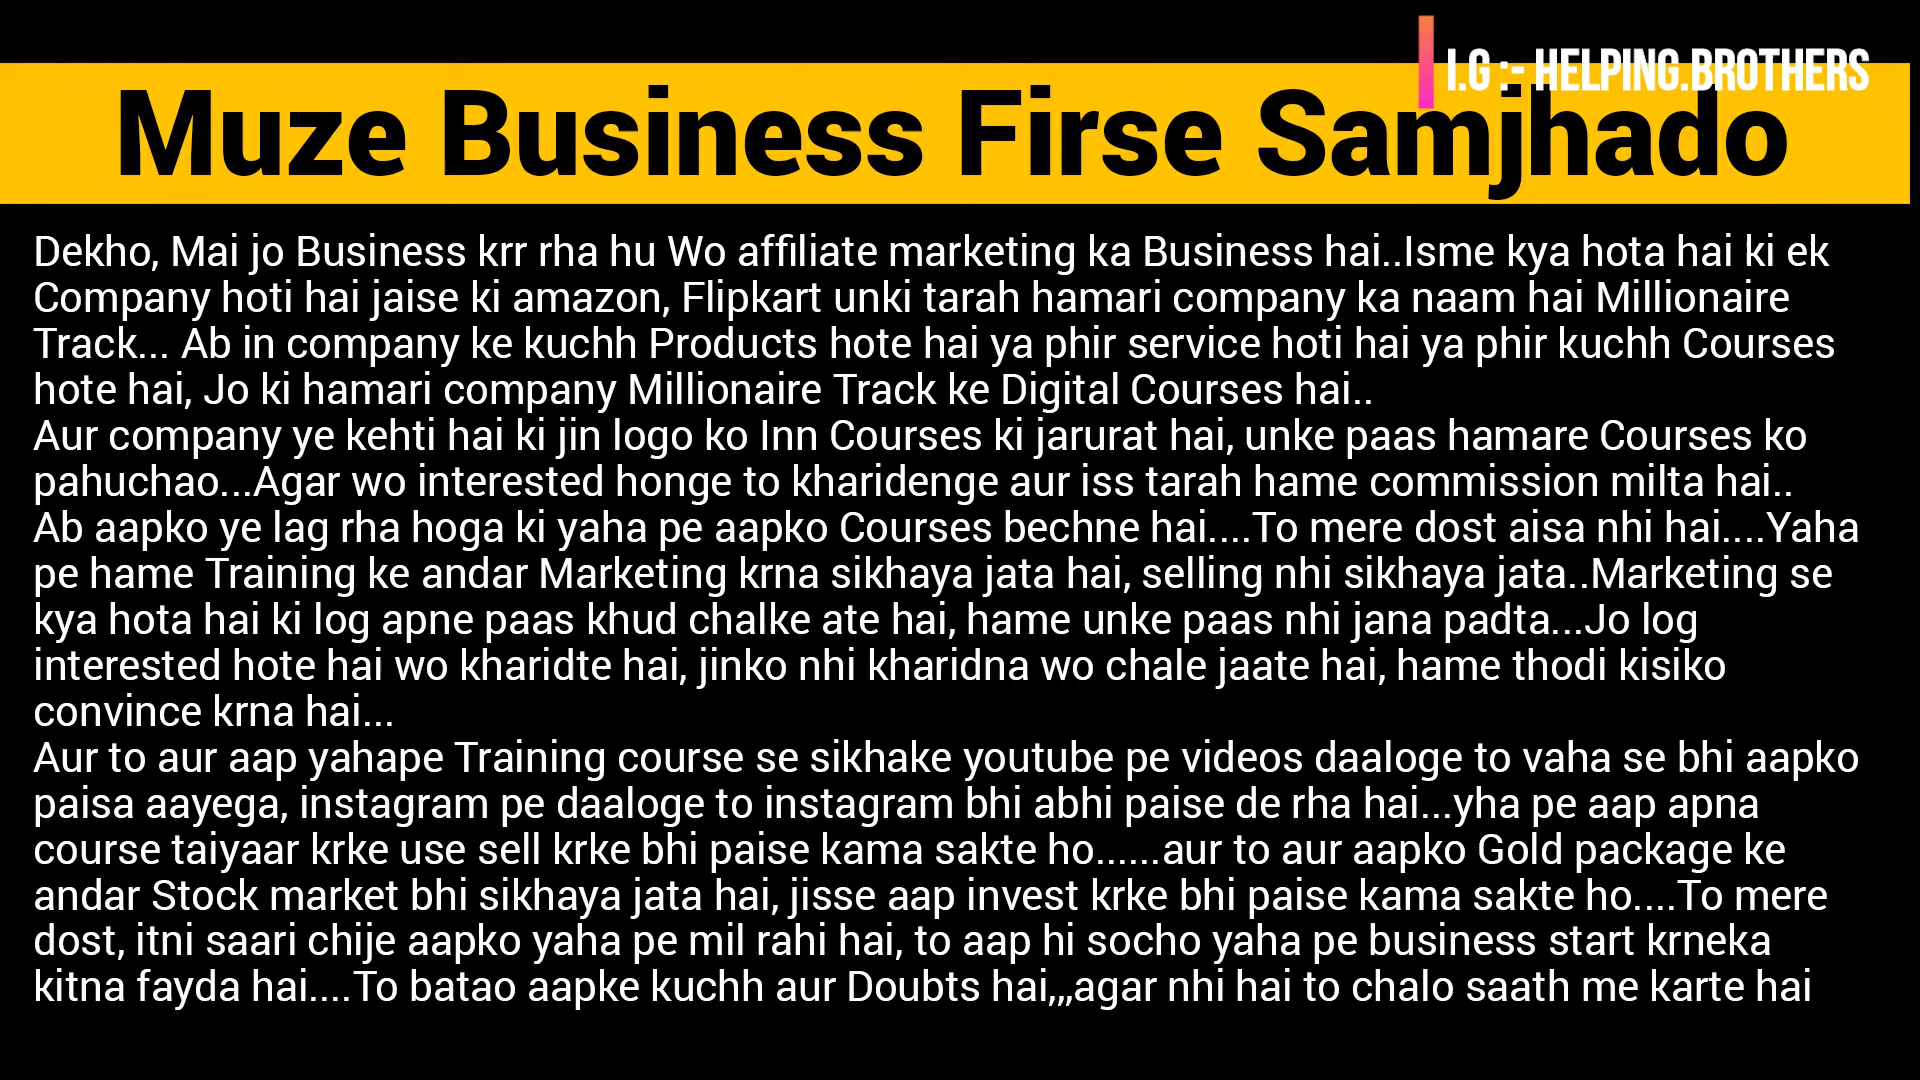 I.G :- HELPING.BROTHERS
Muze Business Firse Samjhado
Dekho, Mai jo Business krr rha hu Wo affiliate marketing ka Business hai..Isme kya hota hai ki ek
Company hoti hai jaise ki amazon, Flipkart unki tarah hamari company ka naam hai Millionaire
Track... Ab in company ke kuchh Products hote hai ya phir service hoti hai ya phir kuchh Courses
hote hai, Jo ki hamari company Millionaire Track ke Digital Courses hai..
Aur company ye kehti hai ki jin logo ko Inn Courses ki jarurat hai, unke paas hamare Courses ko
pahuchao...Agar wo interested honge to kharidenge aur iss tarah hame commission milta hai..
Ab aapko ye lag rha hoga ki yaha pe aapko Courses bechne hai....To mere dost aisa nhi hai....Yaha
pe hame Training ke andar Marketing krna sikhaya jata hai, selling nhi sikhaya jata..Marketing se
kya hota hai ki log apne paas khud chalke ate hai, hame unke paas nhi jana padta...Jo log
interested hote hai wo kharidte hai, jinko nhi kharidna wo chale jaate hai, hame thodi kisiko
convince krna hai...
Aur to aur aap yahape Training course se sikhake youtube pe videos daaloge to vaha se bhi aapko
paisa aayega, instagram pe daaloge to instagram bhi abhi paise de rha hai...yha pe aap apna
course taiyaar krke use sell krke bhi paise kama sakte ho......aur to aur aapko Gold package ke
andar Stock market bhi sikhaya jata hai, jisse aap invest krke bhi paise kama sakte ho....To mere
dost, itni saari chije aapko yaha pe mil rahi hai, to aap hi socho yaha pe business start krneka
kitna fayda hai....To batao aapke kuchh aur Doubts hai,,,agar nhi hai to chalo saath me karte hai